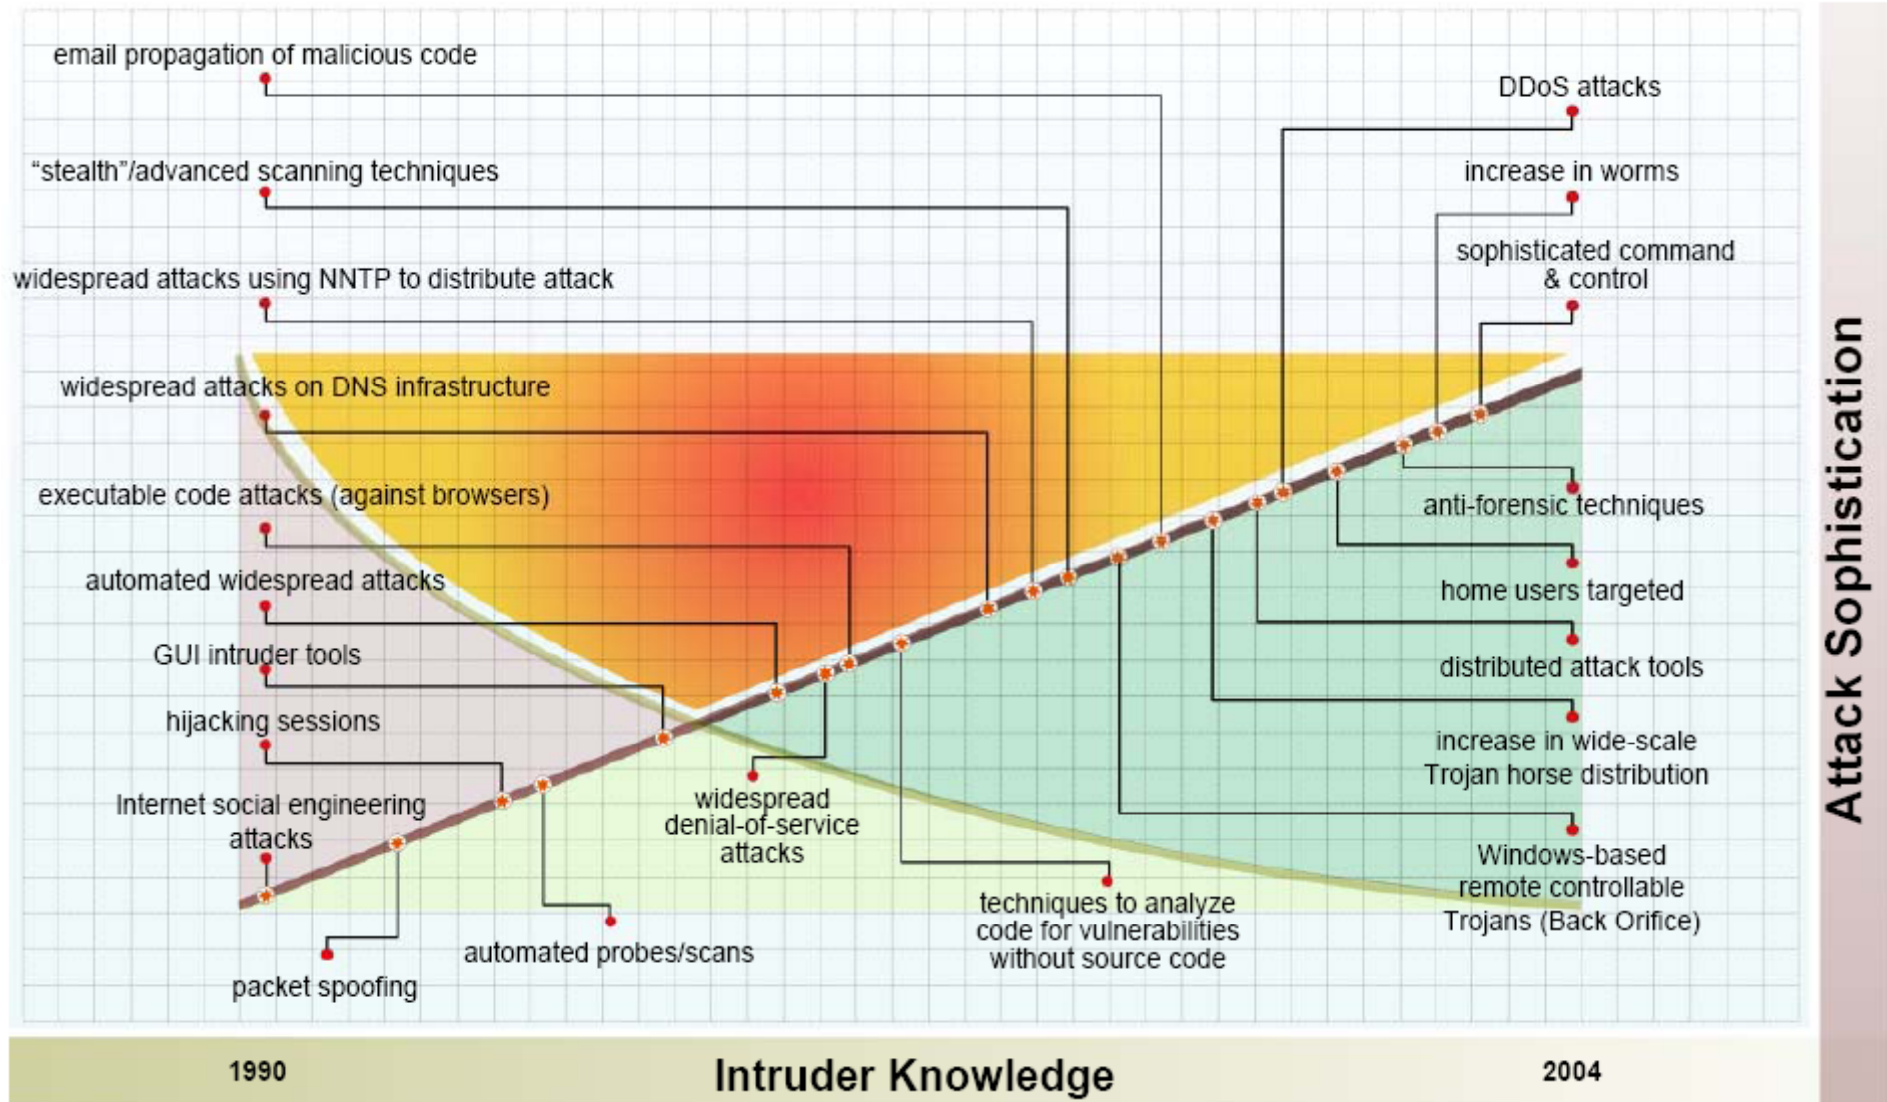 email propagation of malicious code
DDoS attacks
“stealth”/advanced scanning techniques
increase in worms
sophisticated command
& control
widespread attacks using NNTP to distribute attack
widespread attacks on DNS infrastructure
executable code attacks (against browsers)
anti-forensic techniques
automated widespread attacks
home users targeted
GUI intruder tools
distributed attack tools
hijacking sessions
increase in wide-scale
Trojan horse distribution
Internet social engineering
attacks
widespread
denial-of-service
attacks
Windows-based
remote controllable
Trojans (Back Orifice)
techniques to analyze
code for vulnerabilities
without source code
automated probes/scans
packet spoofing
Attack Sophistication
1990
Intruder Knowledge
2004